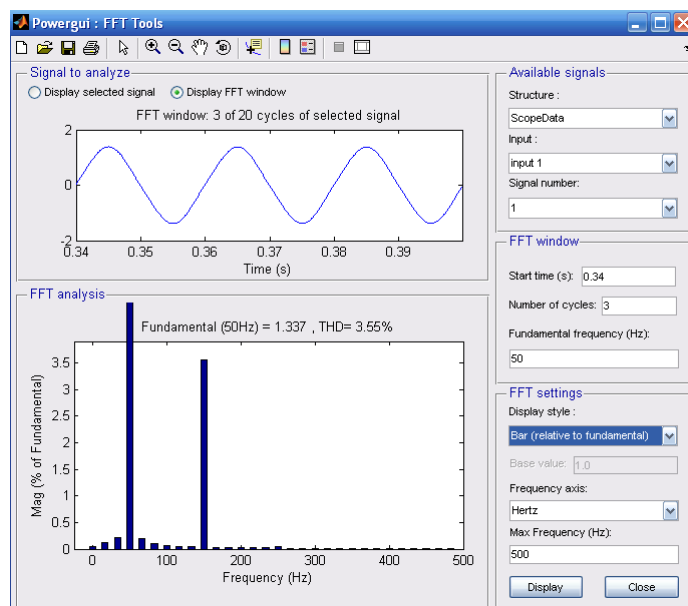 Powergui : FFT Tools
Signal to analyze
Display selected signal
Display FFT window
FFT window: 3 of 20 cycles of selected signal
2
0
-2
0.34
0.35
0.36
0.37
0.38
0.39
Time (s)
FFT analysis
Fundamental (50Hz) = 1.337 , THD= 3.55%
3.5
3
2.5
2
1.5
1
0.5
0
Mag (% of Fundamental)
0
100
200
300
400
500
Frequency (Hz)
Available signals
Structure :
ScopeData
Input :
input 1
Signal number:
1
FFT window
Start time (s): 0.34
Number of cycles: 3
Fundamental frequency (Hz):
50
FFT settings
Display style :
Bar (relative to fundamental)
Base value: 1.0
Frequency axis:
Hertz
Max Frequency (Hz):
500
Display
Close